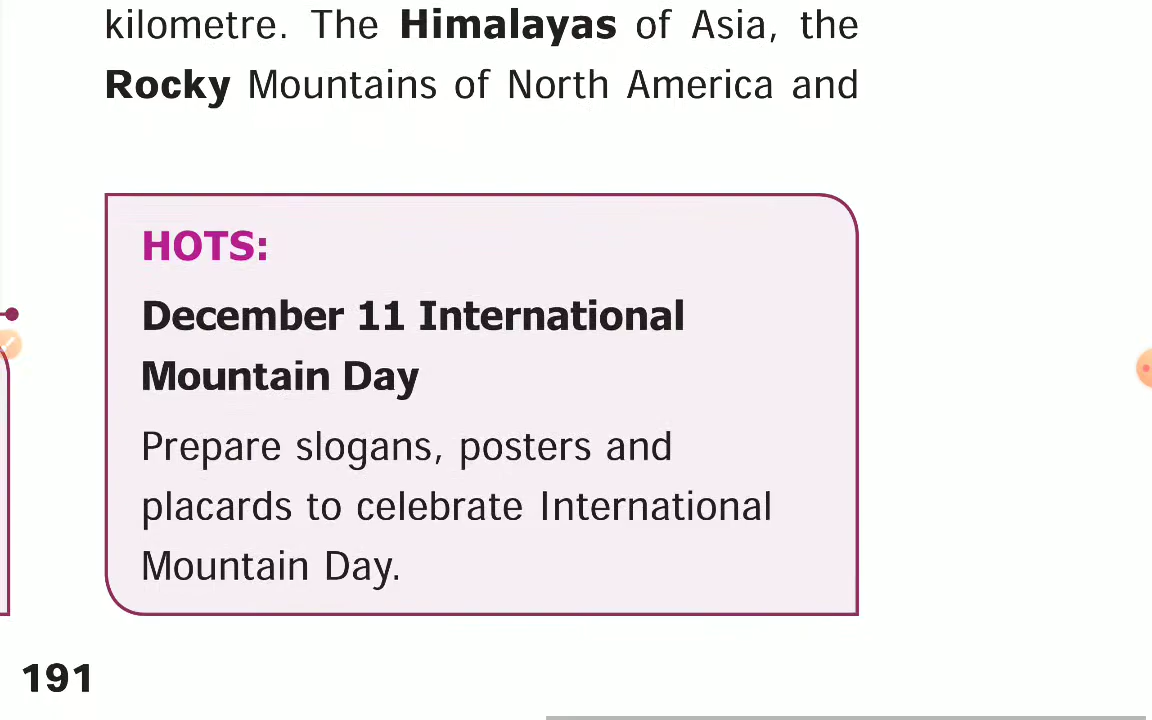 kilometre. The Himalayas of Asia, the
Rocky Mountains of North America and
HOTS:
December 11 International
Mountain Day
Prepare slogans, posters and
placards to celebrate International
Mountain Day.
191